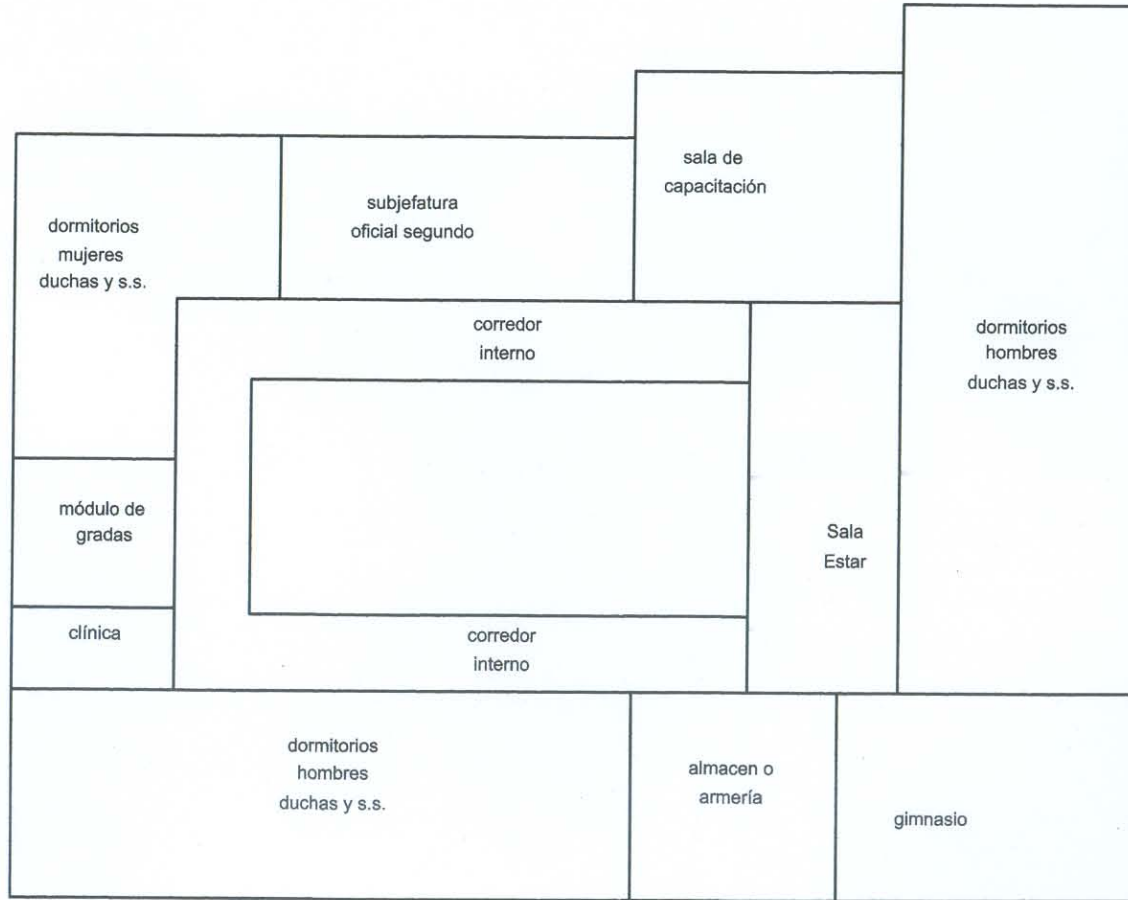 sala de
capacitación
subjefatura
oficial segundo
dormitorios
mujeres
duchas y s.s.
corredor
interno
dormitorios
hombres
duchas y s.s.
módulo de
gradas
Sala
Estar
clínica
corredor
interno
dormitorios
hombres
duchas y s.s.
almacen o
armería
gimnasio